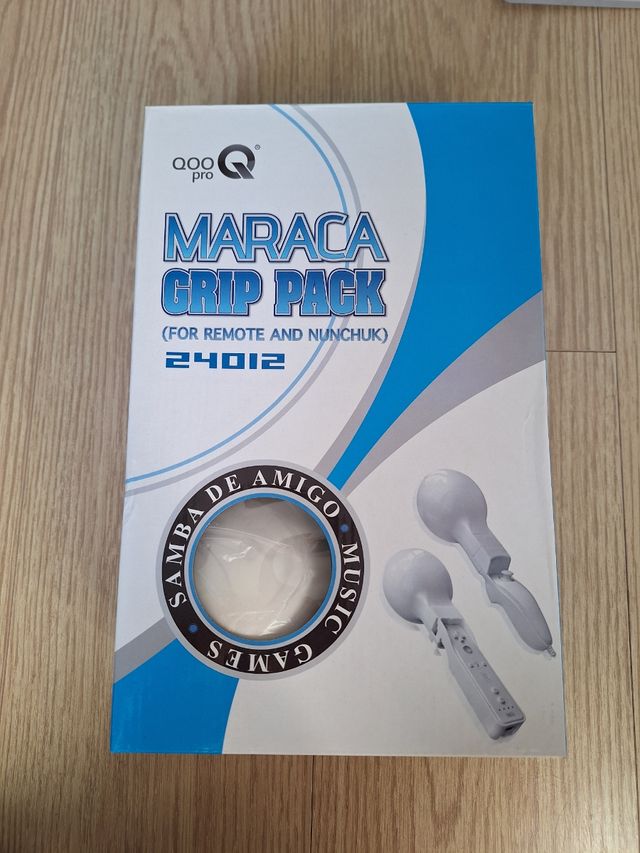 QOO
pro
Q®
MARACA
GRIP PACK
(FOR REMOTE AND NUNCHUK)
24012
SAMBA DE AMIGO · MUSIC GAMES ·